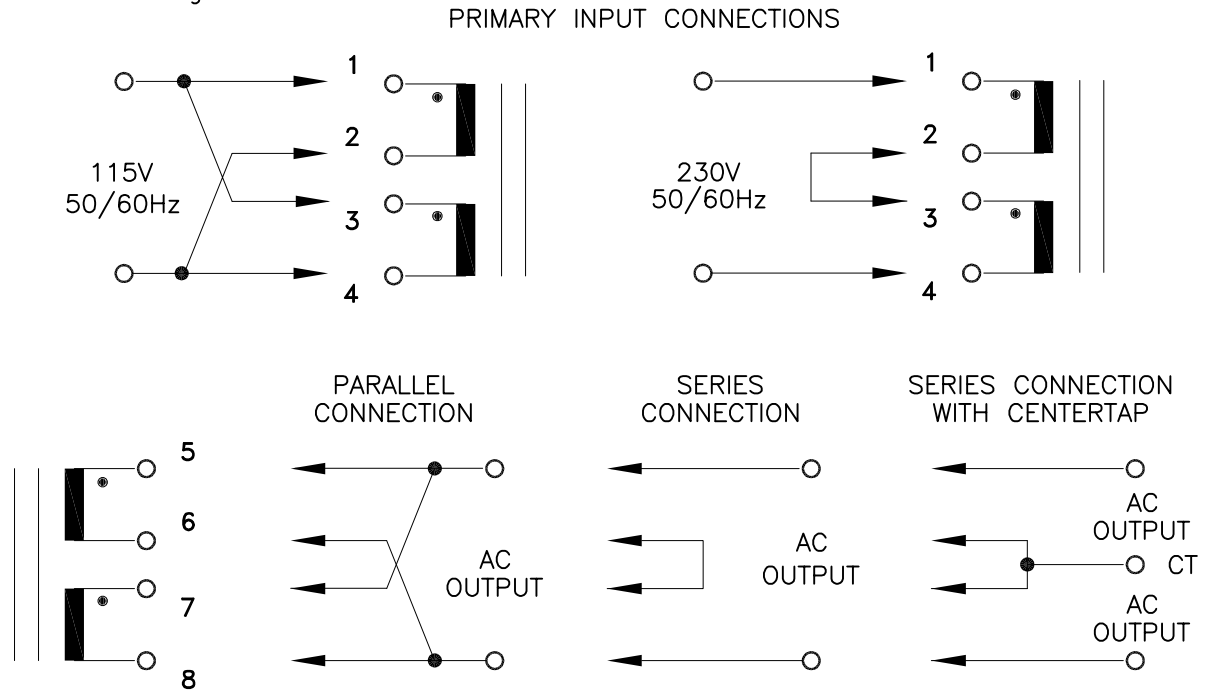 PRIMARY INPUT CONNECTIONS
1
2
3
4
115V
50/60Hz
1
2
3
4
230V
50/60Hz
PARALLEL
CONNECTION
SERIES
CONNECTION
SERIES CONNECTION
WITH CENTERTAP
5
6
7
8
AC
OUTPUT
AC
OUTPUT
AC
OUTPUT
CT
AC
OUTPUT